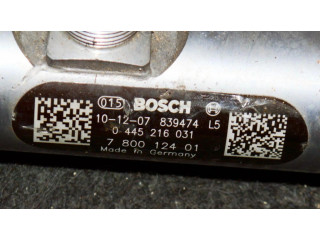 015 BOSCH
10-12-07 839474 L5
0 445 216 031
7 800 124 01
Made in Germany